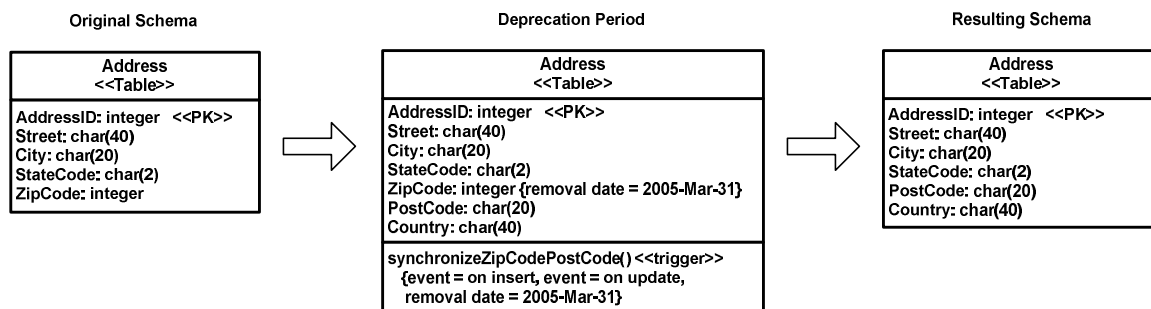 Original Schema
Address
<<Table>>
AddressID: integer <<PK>>
Street: char(40)
City: char(20)
StateCode: char(2)
ZipCode: integer
Deprecation Period
Address
<<Table>>
AddressID: integer <<PK>>
Street: char(40)
City: char(20)
StateCode: char(2)
ZipCode: integer {removal date = 2005-Mar-31}
PostCode: char(20)
Country: char(40)
synchronizeZipCodePostCode() <<trigger>>
{event = on insert, event = on update,
removal date = 2005-Mar-31}
Resulting Schema
Address
<<Table>>
AddressID: integer <<PK>>
Street: char(40)
City: char(20)
StateCode: char(2)
PostCode: char(20)
Country: char(40)